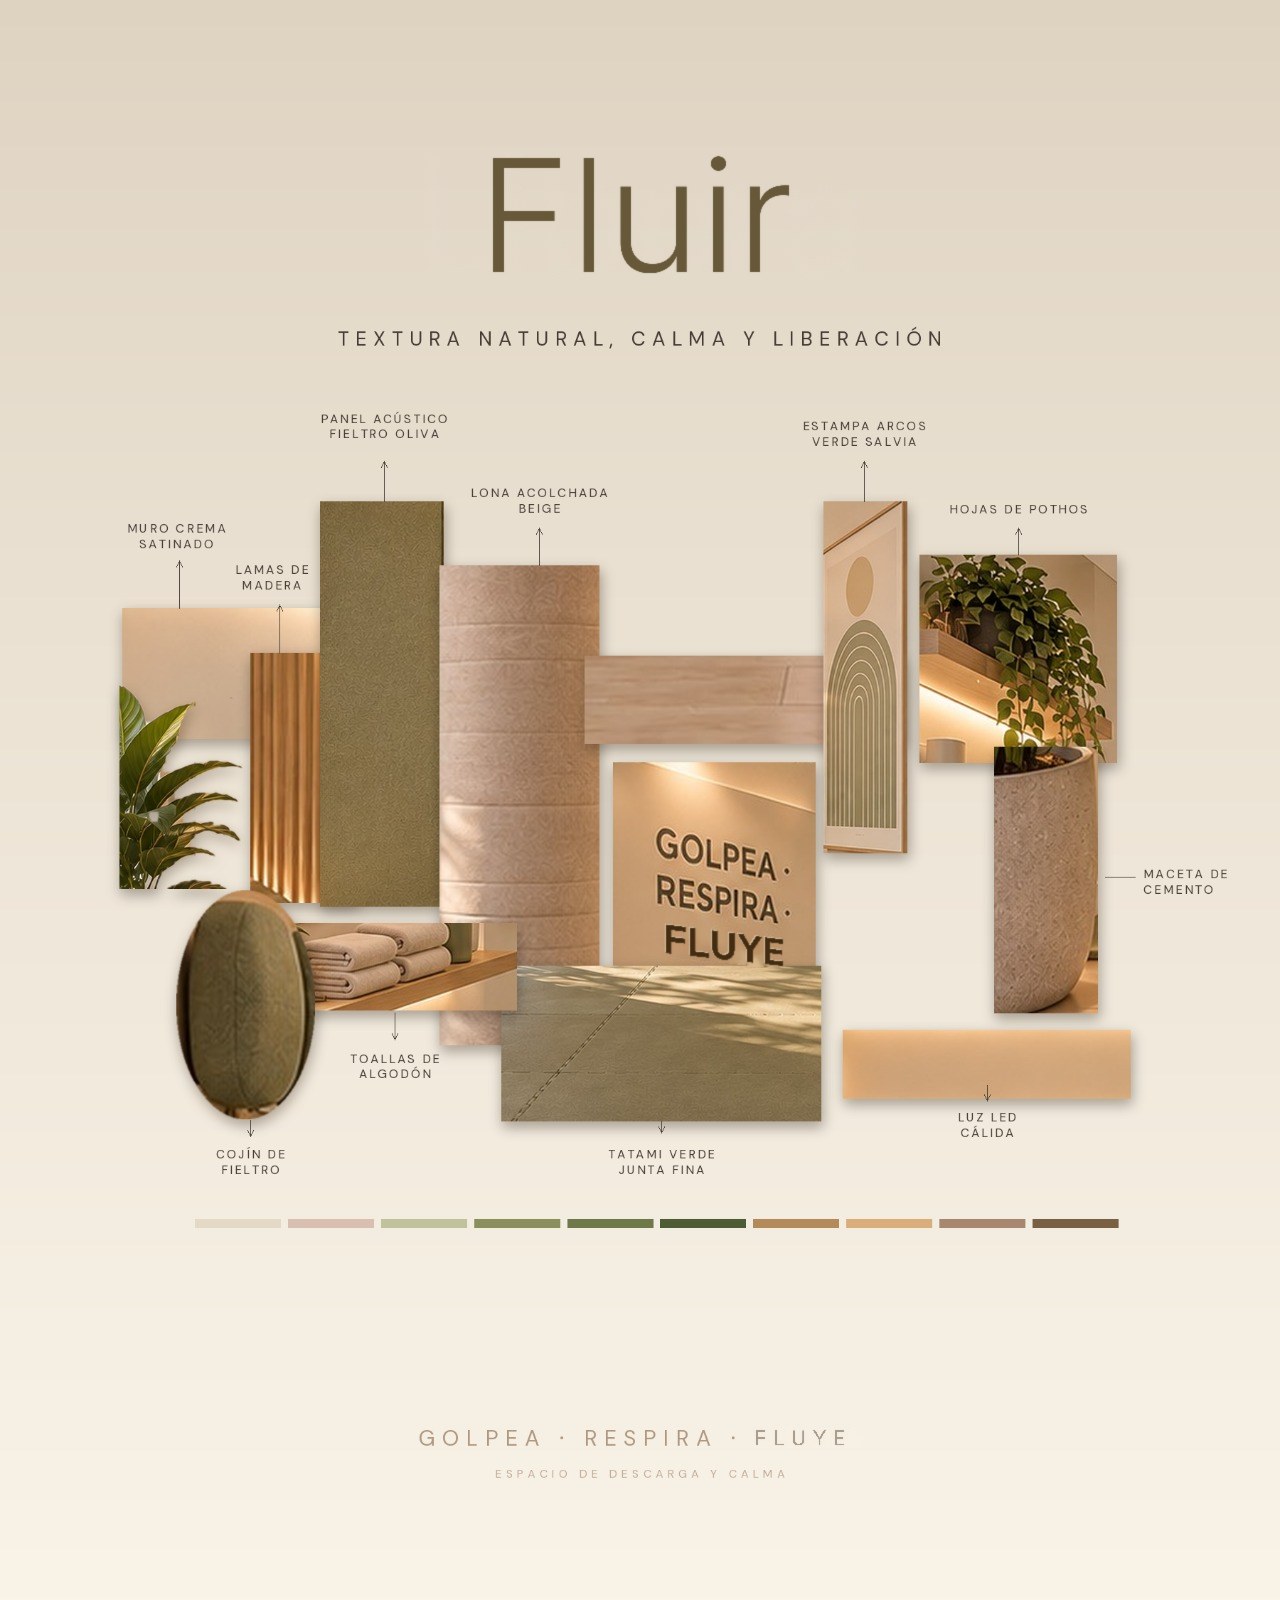 Fluir
TEXTURA NATURAL, CALMA Y LIBERACIÓN
PANEL ACÚSTICO
FIELTRO OLIVA
ESTAMPA ARCOS
VERDE SALVIA
LONA ACOLCHADA
BEIGE
HOJAS DE POTHOS
MURO CREMA
SATINADO
LAMAS DE
MADERA
GOLPEA ·
RESPIRA ·
FLUYE
MACETA DE
CEMENTO
TOALLAS DE
ALGODÓN
LUZ LED
CÁLIDA
COJÍN DE
FIELTRO
TATAMI VERDE
JUNTA FINA
GOLPEA · RESPIRA · FLUYE
ESPACIO DE DESCARGA Y CALMA